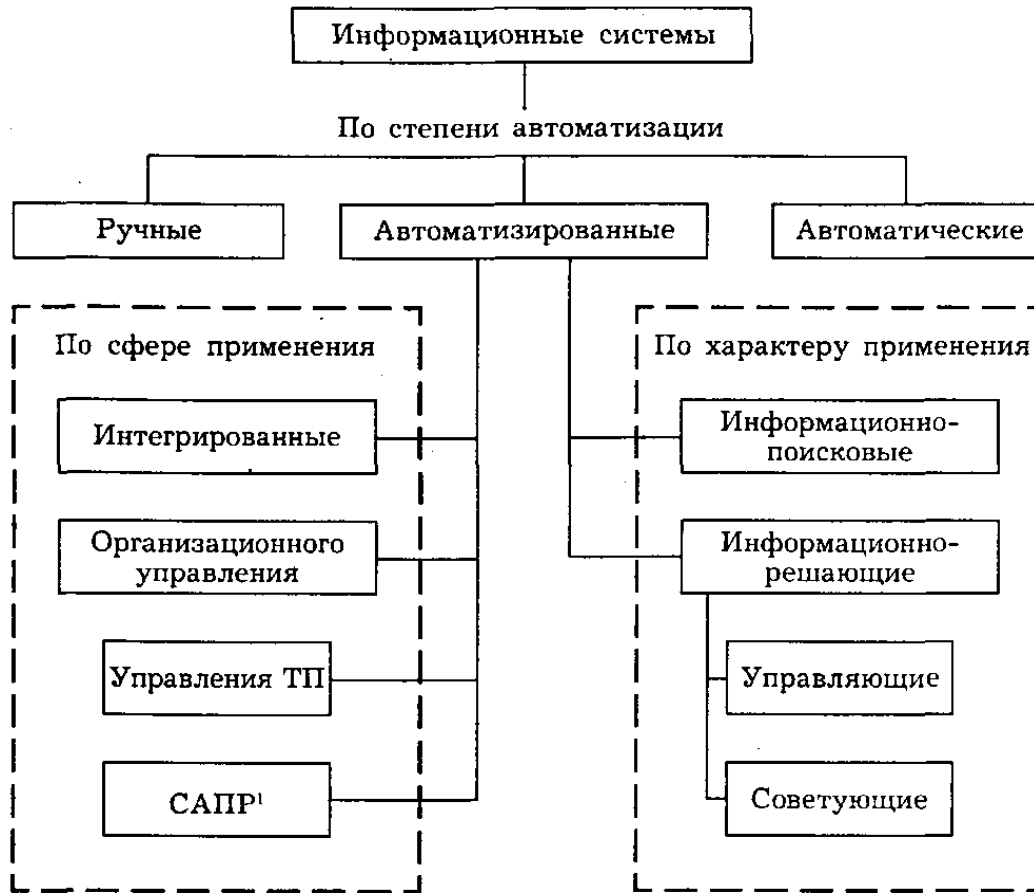 Информационные системы
По степени автоматизации
Ручные
Автоматизированные
Автоматические
По сфере применения
Интегрированные
Организационного
управления
Управления ТП
САПР¹
По характеру применения
Информационно-
поисковые
Информационно-
решающие
Управляющие
Советующие